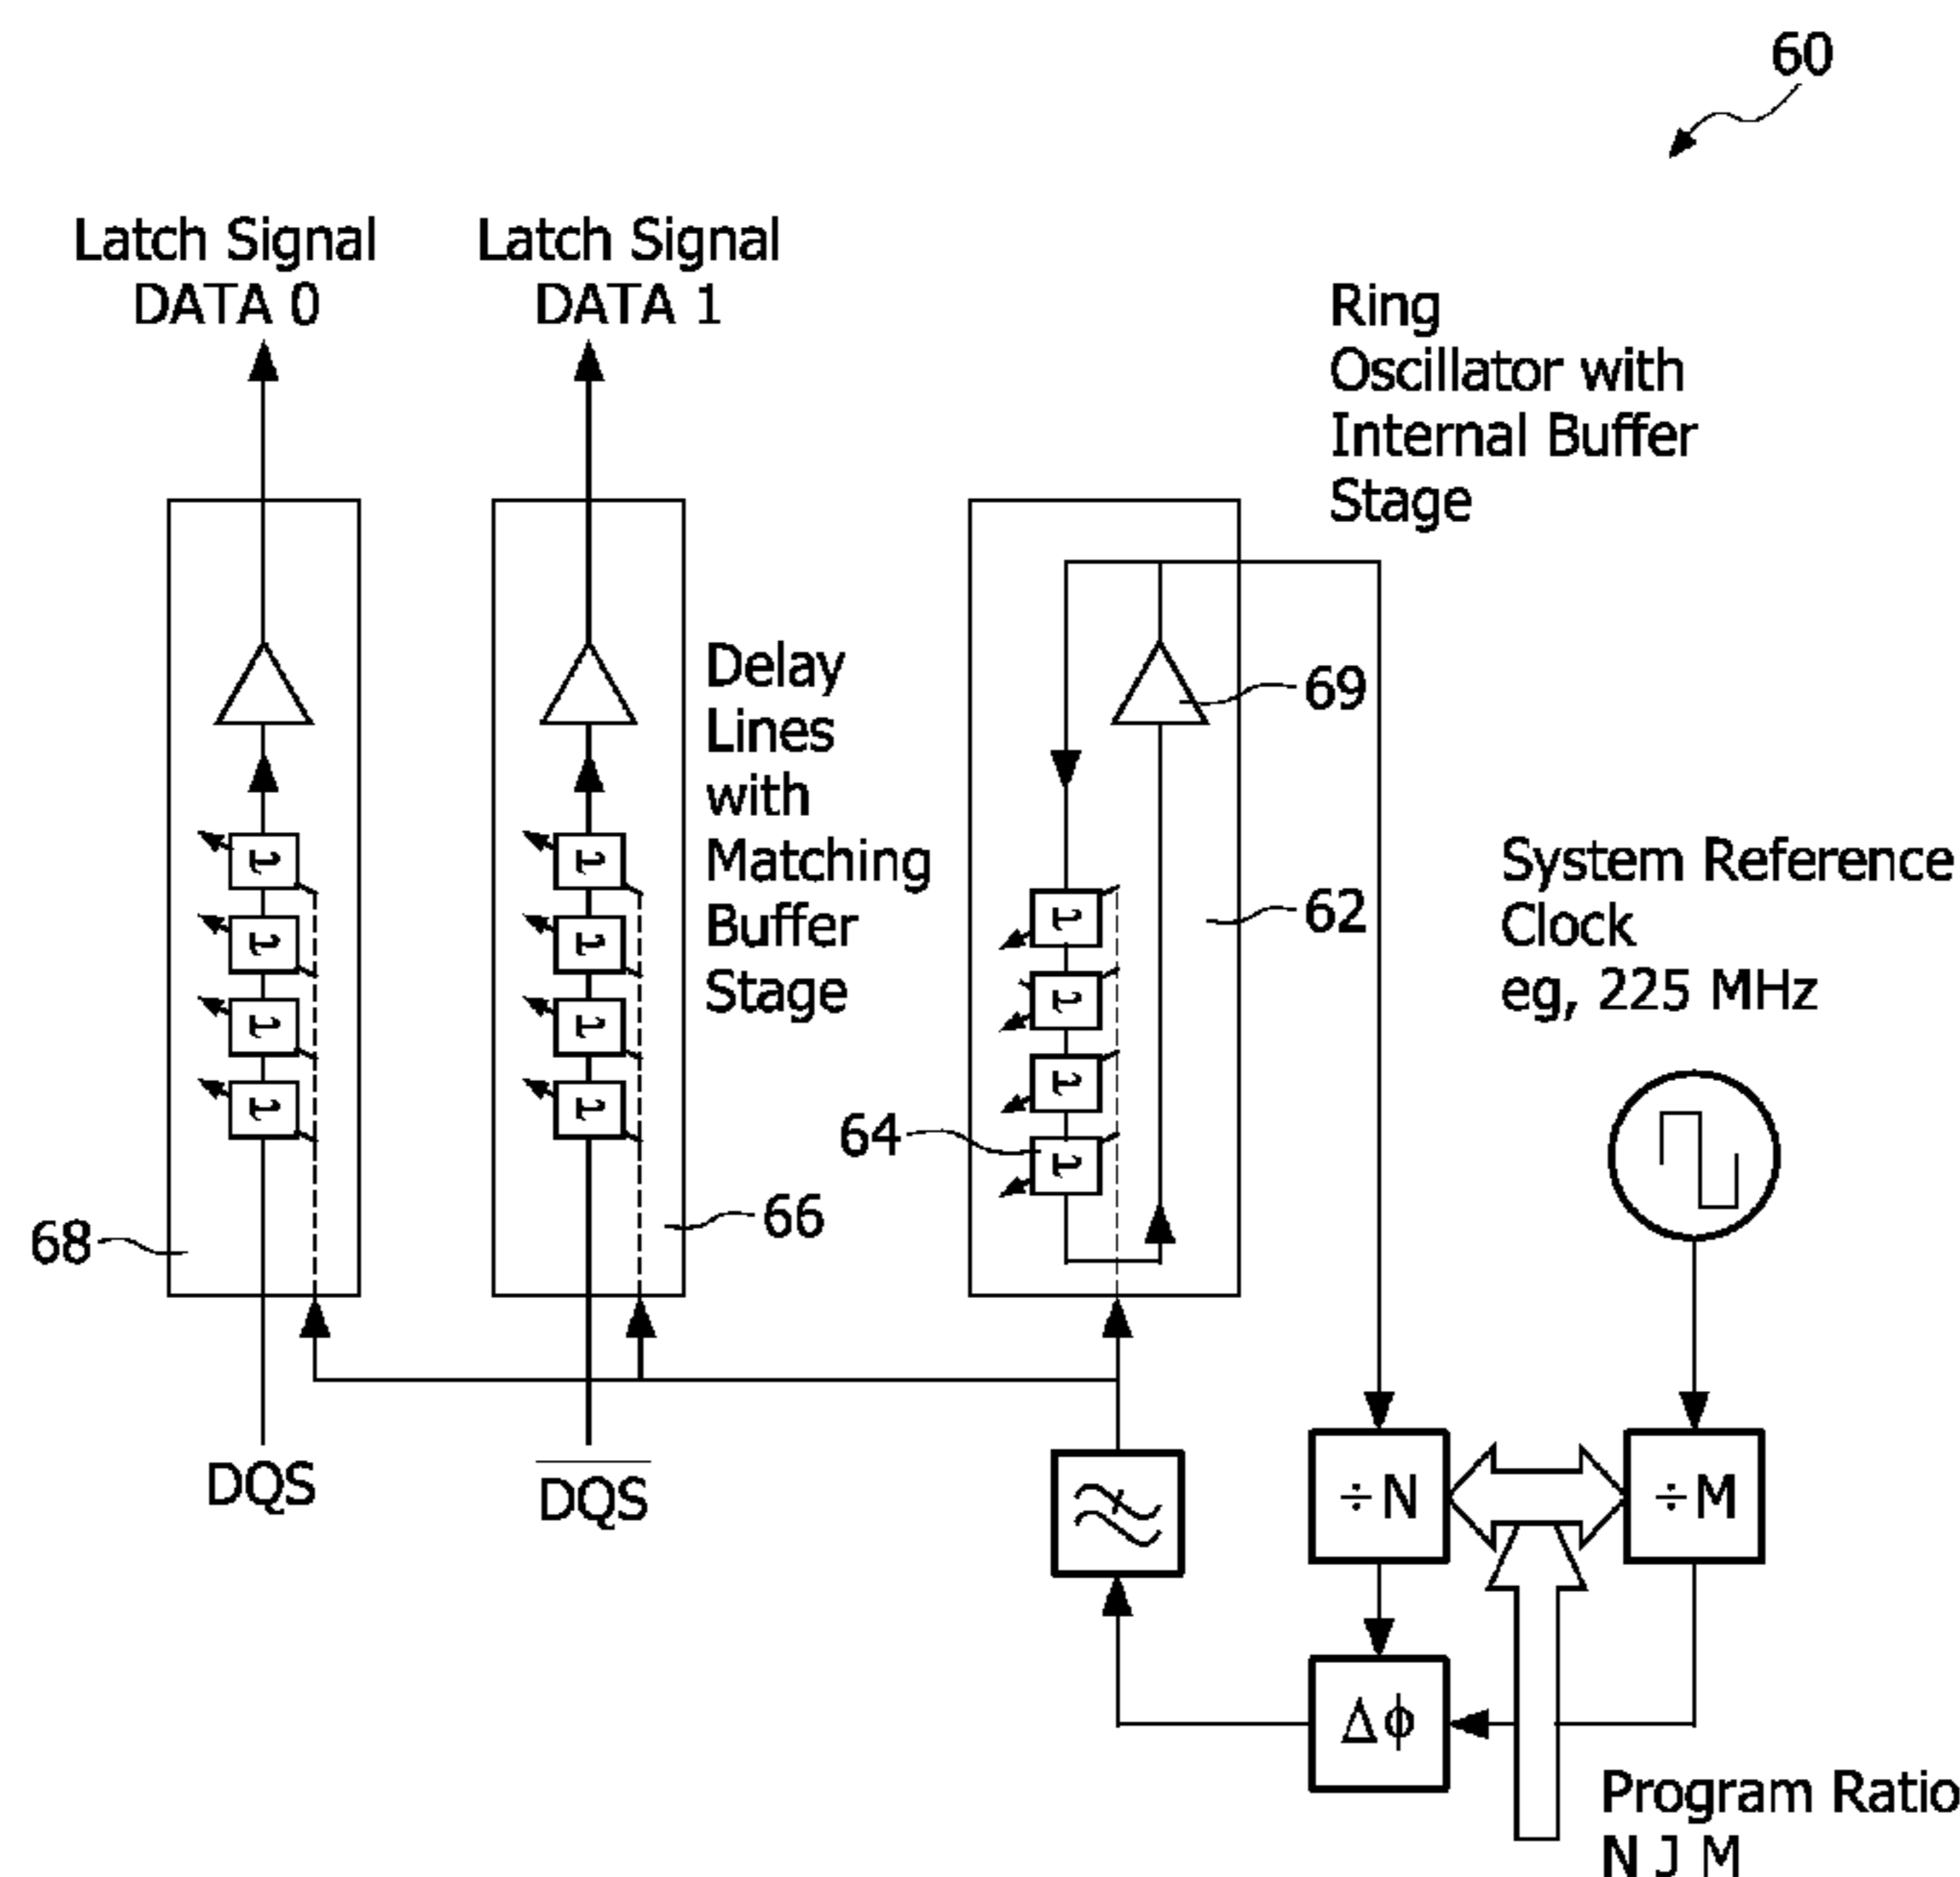 60
Latch Signal
DATA 0
Latch Signal
DATA 1
Ring
Oscillator with
Internal Buffer
Stage
Delay
Lines
with
Matching
Buffer
Stage
69
62
System Reference
Clock
eg, 225 MHz
τ
τ
τ
τ
τ
τ
τ
τ
τ
τ
τ
τ
64
66
68
DQS
DQS
÷N
÷M
Δϕ
Program Ratio
N J M